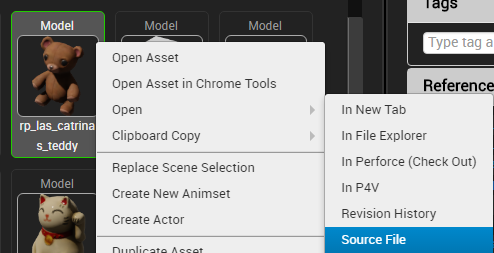 Model
Model
Model
Tags
Type tag a
Reference
rp_las_catrina
s_teddy
Model
Open Asset
Open Asset in Chrome Tools
Open
Clipboard Copy
Replace Scene Selection
Create New Animset
Create Actor
Duplicate Asset
In New Tab
In File Explorer
In Perforce (Check Out)
In P4V
Revision History
Source File